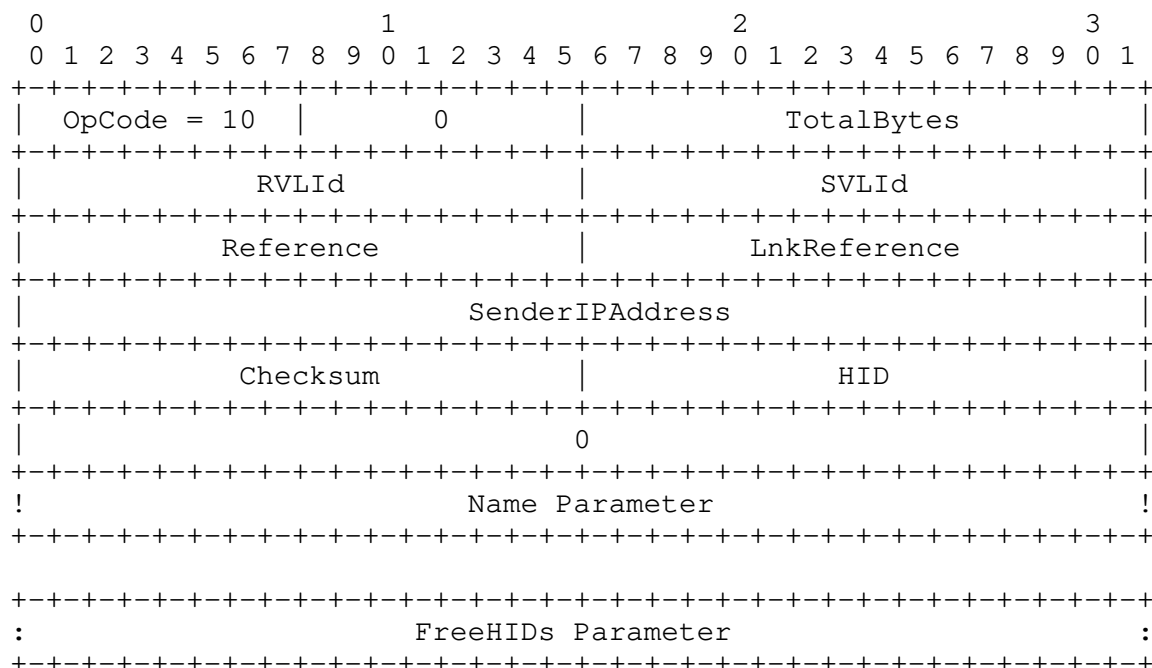 0                   1                   2                   3
 0 1 2 3 4 5 6 7 8 9 0 1 2 3 4 5 6 7 8 9 0 1 2 3 4 5 6 7 8 9 0 1
+-+-+-+-+-+-+-+-+-+-+-+-+-+-+-+-+-+-+-+-+-+-+-+-+-+-+-+-+-+-+-+-+
|  OpCode = 10  |       0       |           TotalBytes          |
+-+-+-+-+-+-+-+-+-+-+-+-+-+-+-+-+-+-+-+-+-+-+-+-+-+-+-+-+-+-+-+-+
|             RVLId             |             SVLId             |
+-+-+-+-+-+-+-+-+-+-+-+-+-+-+-+-+-+-+-+-+-+-+-+-+-+-+-+-+-+-+-+-+
|           Reference           |         LnkReference          |
+-+-+-+-+-+-+-+-+-+-+-+-+-+-+-+-+-+-+-+-+-+-+-+-+-+-+-+-+-+-+-+-+
|                         SenderIPAddress                       |
+-+-+-+-+-+-+-+-+-+-+-+-+-+-+-+-+-+-+-+-+-+-+-+-+-+-+-+-+-+-+-+-+
|            Checksum           |              HID              |
+-+-+-+-+-+-+-+-+-+-+-+-+-+-+-+-+-+-+-+-+-+-+-+-+-+-+-+-+-+-+-+-+
|                               0                               |
+-+-+-+-+-+-+-+-+-+-+-+-+-+-+-+-+-+-+-+-+-+-+-+-+-+-+-+-+-+-+-+-+
!                         Name Parameter                        !
+-+-+-+-+-+-+-+-+-+-+-+-+-+-+-+-+-+-+-+-+-+-+-+-+-+-+-+-+-+-+-+-+

+-+-+-+-+-+-+-+-+-+-+-+-+-+-+-+-+-+-+-+-+-+-+-+-+-+-+-+-+-+-+-+-+
:                      FreeHIDs Parameter                       :
+-+-+-+-+-+-+-+-+-+-+-+-+-+-+-+-+-+-+-+-+-+-+-+-+-+-+-+-+-+-+-+-+